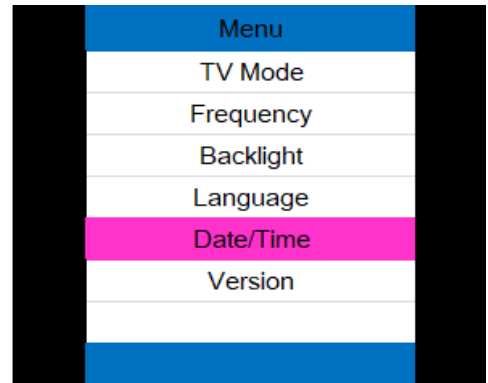 Menu
TV Mode
Frequency
Backlight
Language
Date/Time
Version